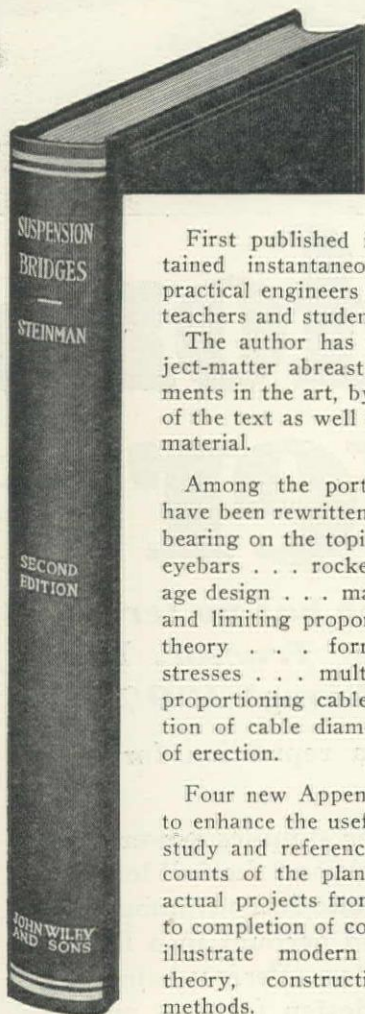 SUSPENSION
BRIDGES
STEINMAN
SECOND
EDITION
JOHN WILEY
AND SONS
First published
tained instantaneo
practical engineers
teachers and studen
The author has
ject-matter abreast
ments in the art, by
of the text as well
material.
Among the port
have been rewritten
bearing on the topi
eyebars . . . rocke
age design . . . ma
and limiting propor
theory . . . form
stresses . . . mult
proportioning cable
tion of cable diam
of erection.
Four new Appen
to enhance the usef
study and referenc
counts of the plan
actual projects from
to completion of co
illustrate modern
theory, constructi
methods.